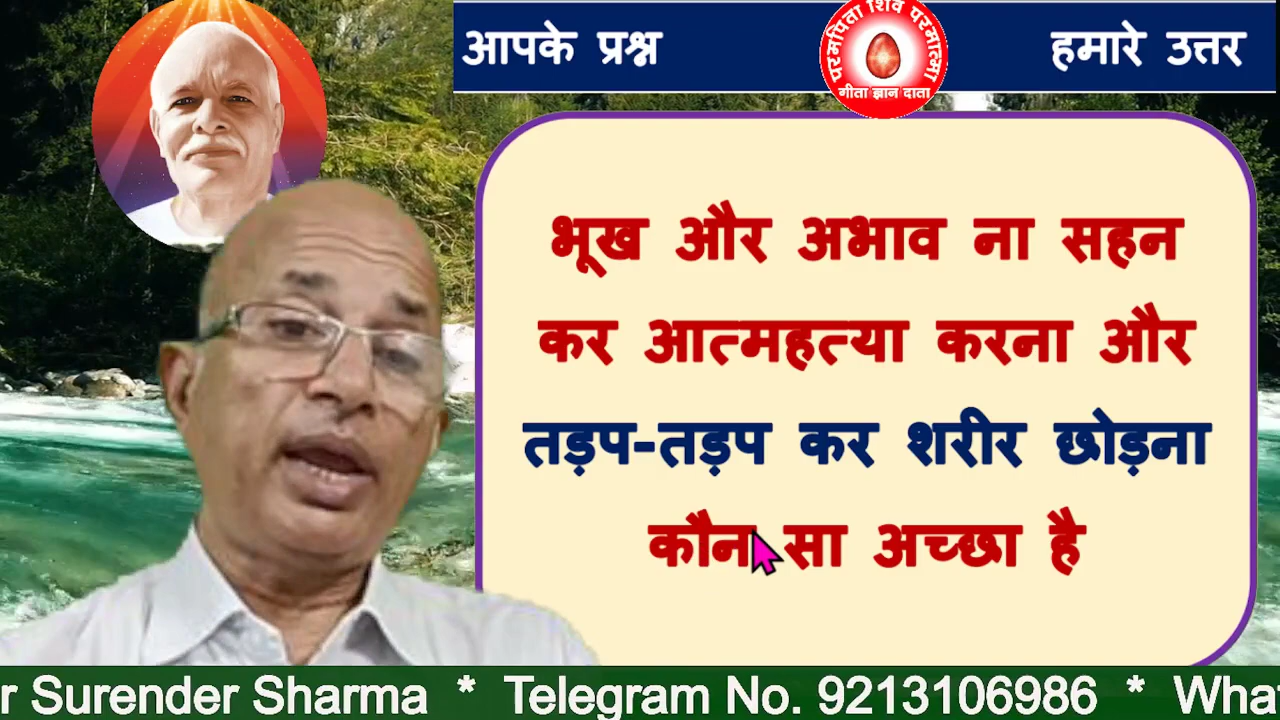 आपके प्रश्न
परमपिता शिव परमात्मा
गीता ज्ञान दाता
हमारे उत्तर
भूख और अभाव ना सहन
कर आत्महत्या करना और
तड़प-तड़प कर शरीर छोड़ना
कौन सा अच्छा है
r Surender Sharma * Telegram No. 9213106986 * Wha